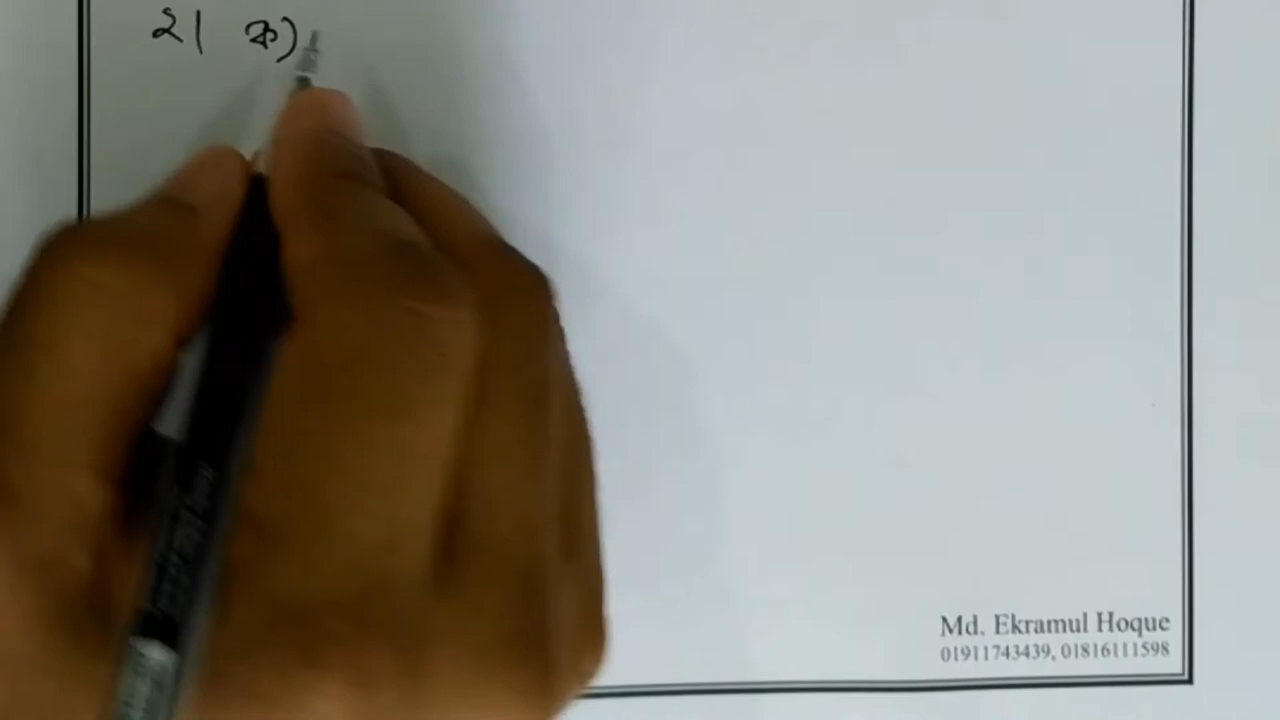 ২। ক)
Md. Ekramul Hoque
01911743439, 01816111598